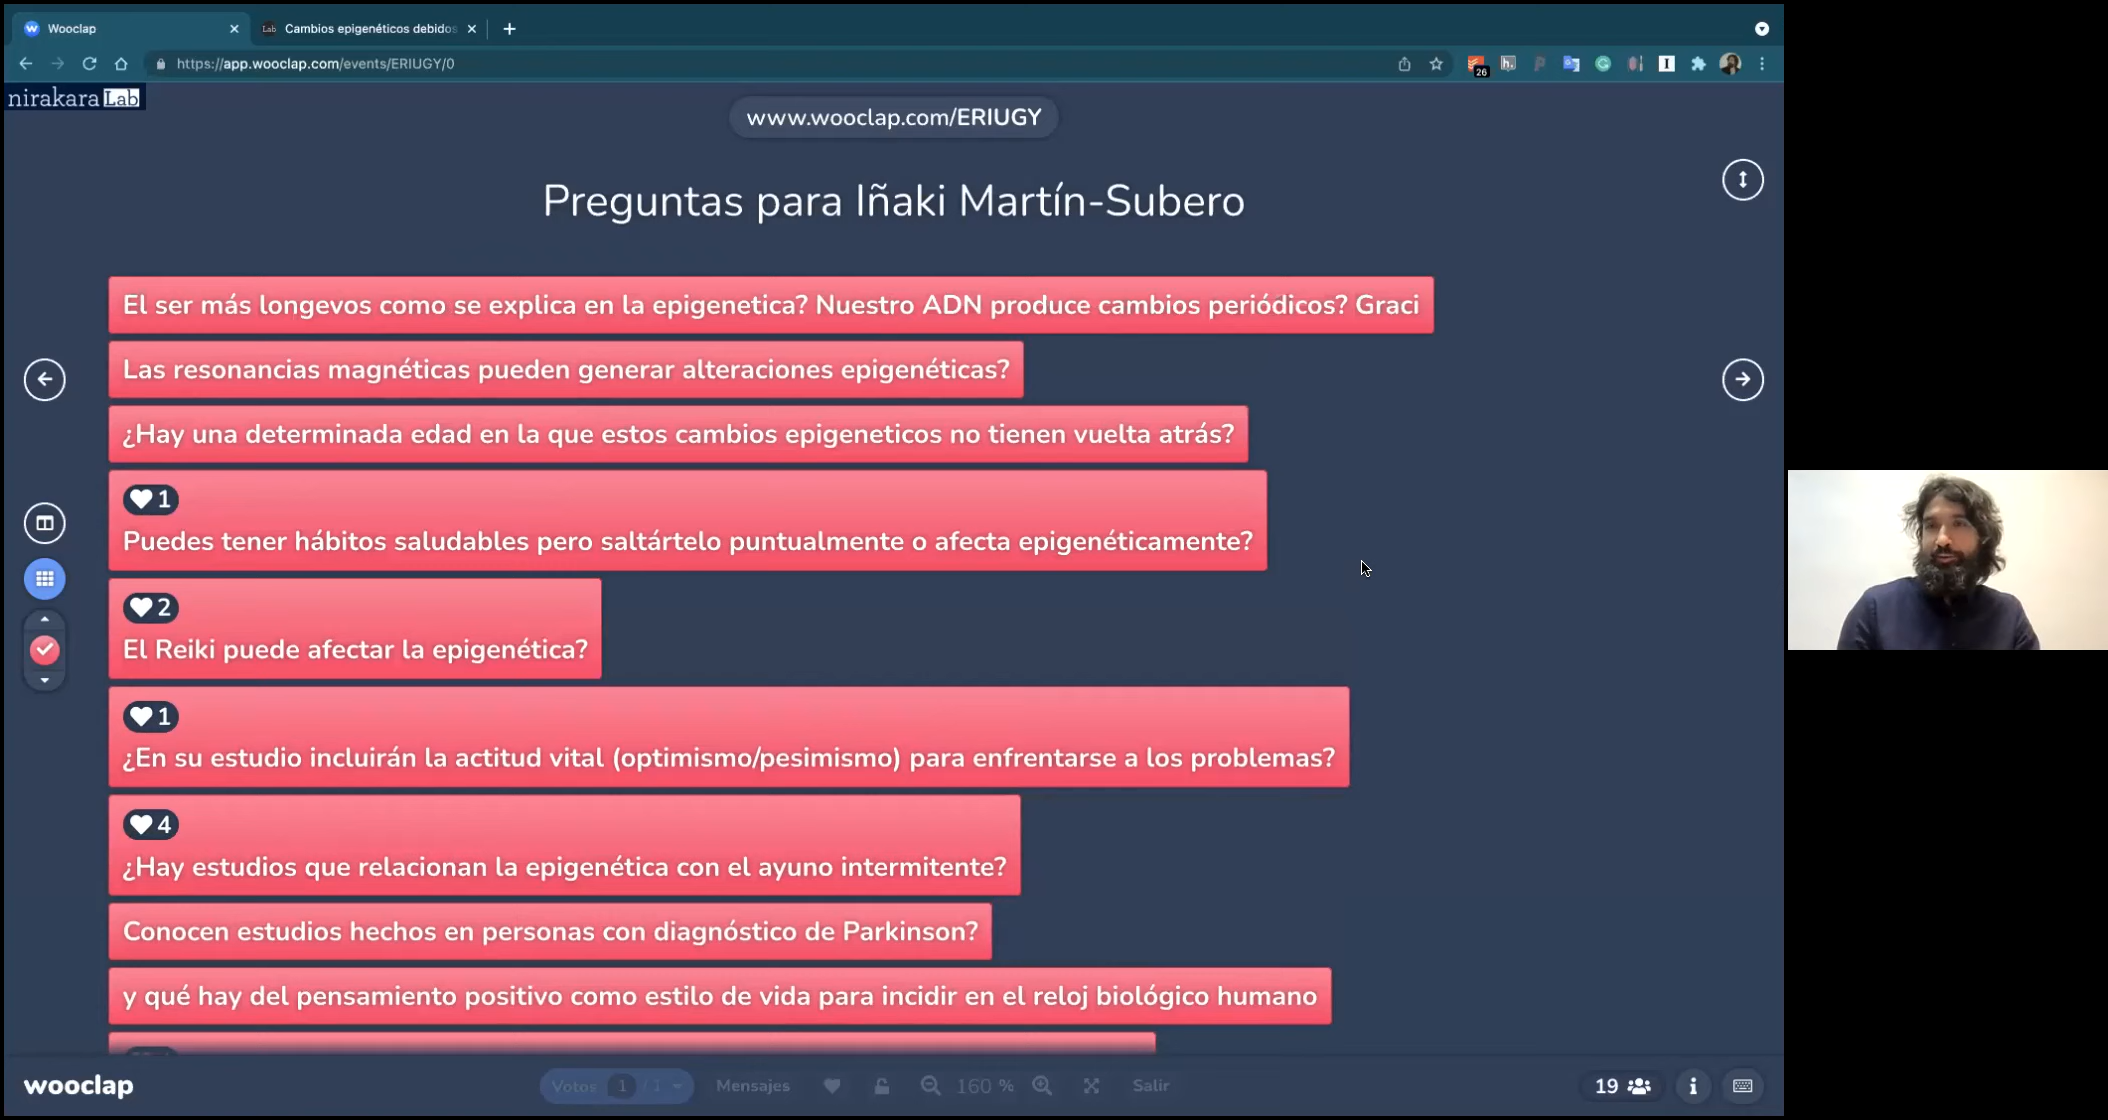 Wooclap
Lab Cambios epigenéticos debidos
https://app.wooclap.com/events/ERIUGY/0
26
h.
nirakara Lab
www.wooclap.com/ERIUGY
Preguntas para Iñaki Martín-Subero
El ser más longevos como se explica en la epigenetica? Nuestro ADN produce cambios periódicos? Graci
Las resonancias magnéticas pueden generar alteraciones epigenéticas?
¿Hay una determinada edad en la que estos cambios epigeneticos no tienen vuelta atrás?
1
Puedes tener hábitos saludables pero saltártelo puntualmente o afecta epigenéticamente?
2
El Reiki puede afectar la epigenética?
1
¿En su estudio incluirán la actitud vital (optimismo/pesimismo) para enfrentarse a los problemas?
4
¿Hay estudios que relacionan la epigenética con el ayuno intermitente?
Conocen estudios hechos en personas con diagnóstico de Parkinson?
y qué hay del pensamiento positivo como estilo de vida para incidir en el reloj biológico humano
wooclap
Votos 1 / 1
Mensajes
160 %
Salir
19